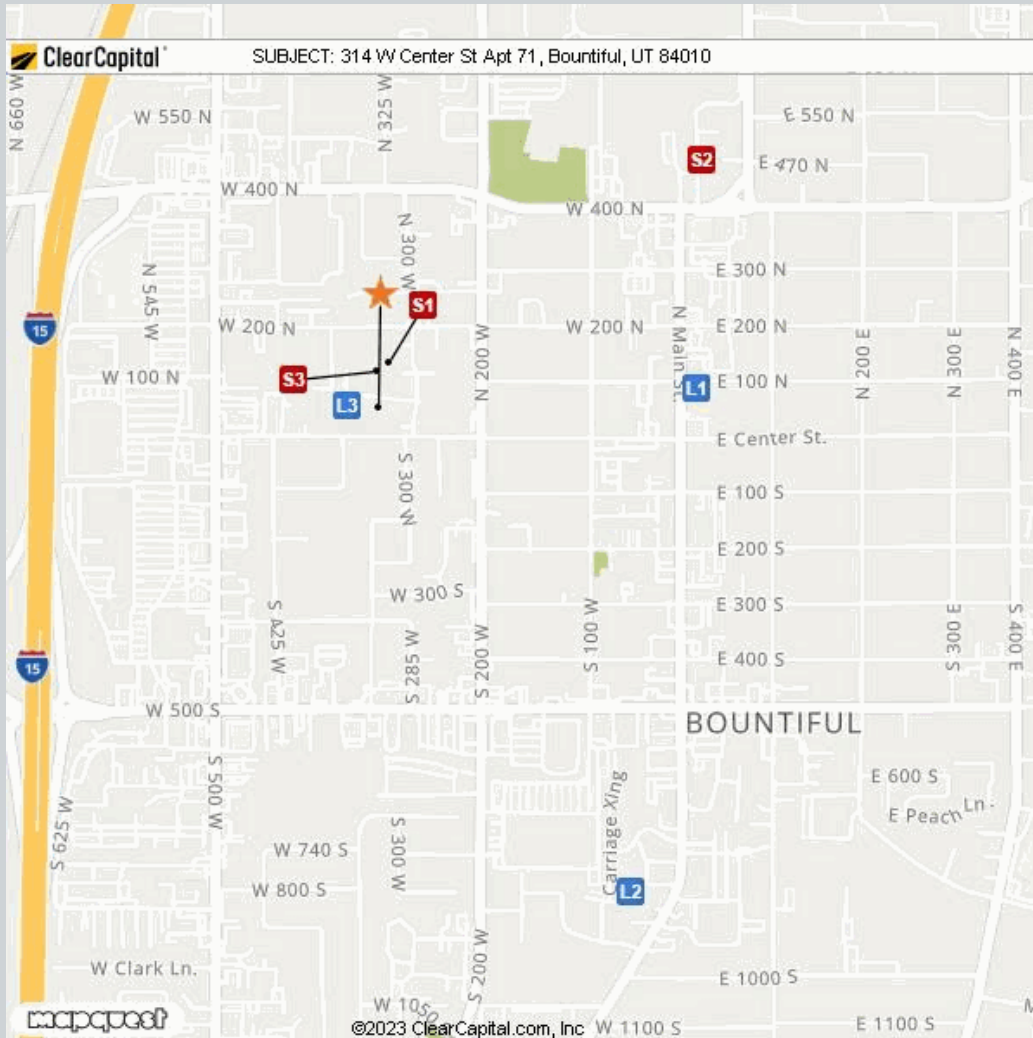 ClearCapital
SUBJECT: 314 W Center St Apt 71, Bountiful, UT 84010
N 660 W
N 325 W
W 550 N
E 550 N
S2
E 470 N
W 400 N
W 400 N
N 300 W
N 545 W
E 300 N
S1
15
W 200 N
W 200 N
N Main St.
E 200 N
N 200 W
N 200 E
N 300 E
N 400 E
W 100 N
S3
L3
L1
E 100 N
E Center St.
S 300 W
E 100 S
E 200 S
W 300 S
E 300 S
S 425 W
S 285 W
S 200 W
S 100 W
S 300 E
S 400 E
15
E 400 S
W 500 S
BOUNTIFUL
S 500 W
E 600 S
S 625 W
Carriage Xing
E Peach Ln.
W 740 S
S 300 W
W 800 S
L2
W Clark Ln.
S 200 W
E 1000 S
mapquest
W 1050
©2023 ClearCapital.com, Inc
W 1100 S
E 1100 S